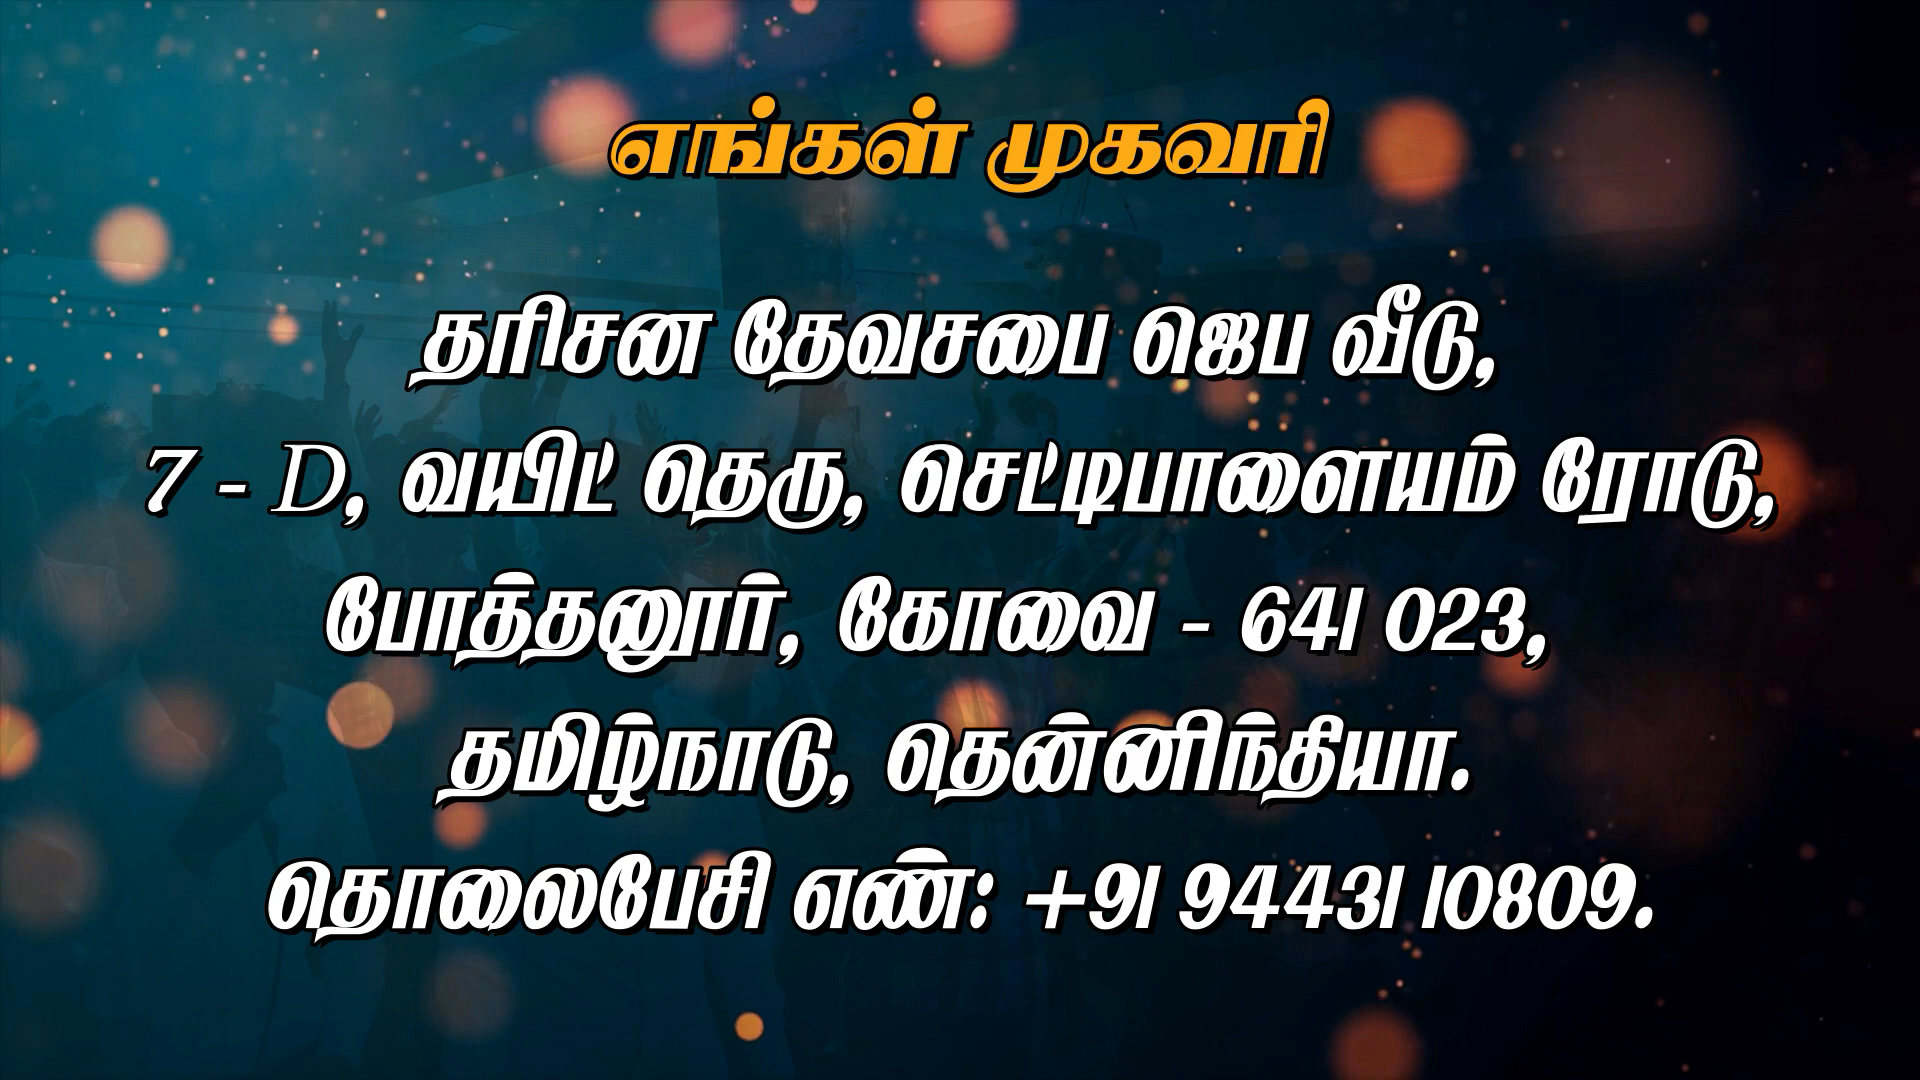 எங்கள் முகவரி
தரிசன தேவசபை ஜெப வீடு,
7 - D, வயிட் தெரு, செட்டிபாளையம் ரோடு,
போத்தனூர், கோவை - 641 023,
தமிழ்நாடு, தென்னிந்தியா.
தொலைபேசி எண்: +91 94431 10809.